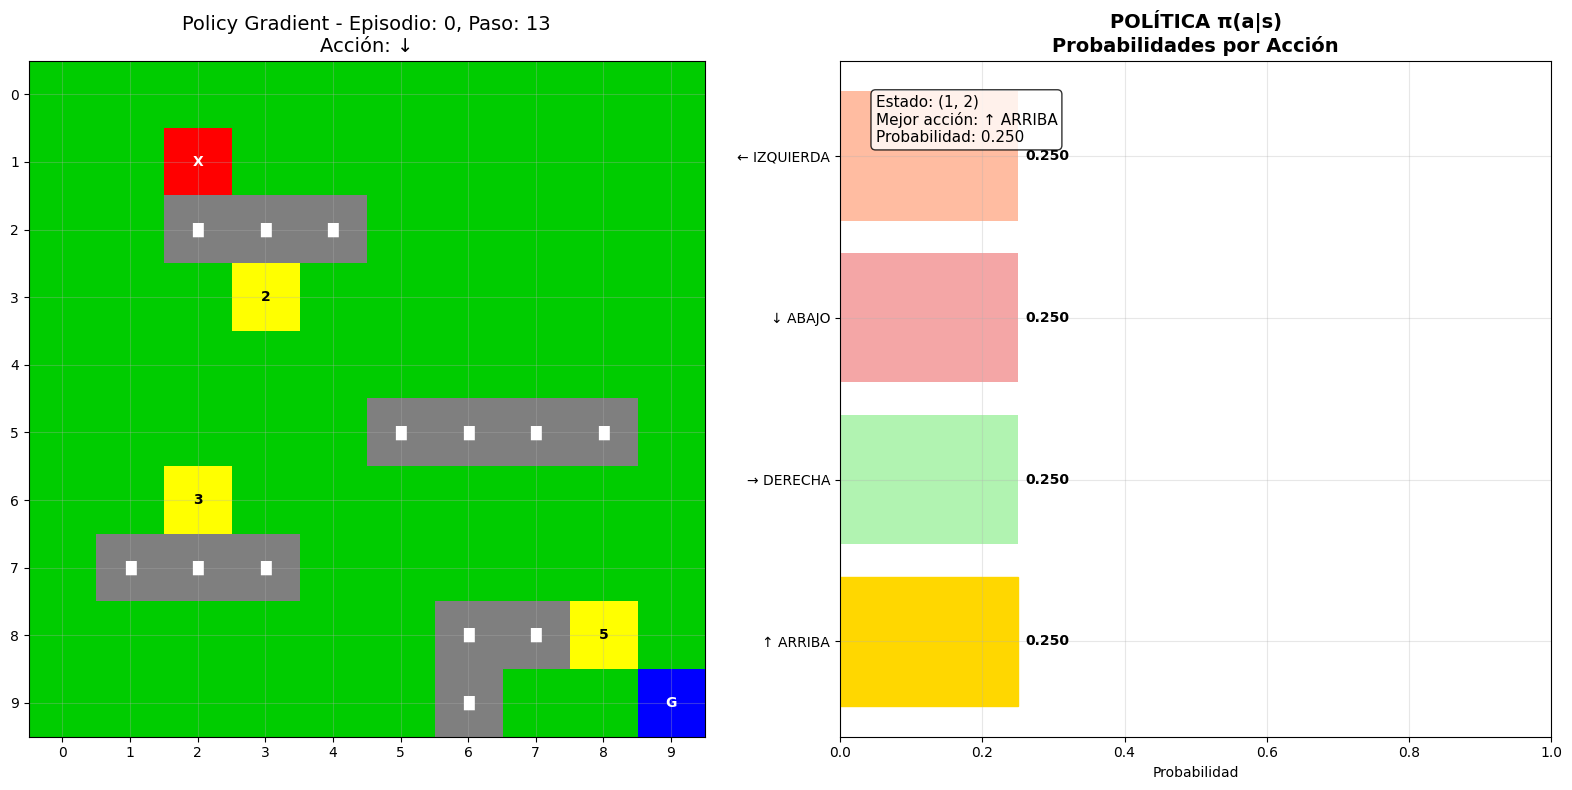 Policy Gradient - Episodio: 0, Paso: 13
Acción: ↓
0
1
2
3
4
5
6
7
8
9
X
2
3
5
G
0 1 2 3 4 5 6 7 8 9
POLÍTICA π(a|s)
Probabilidades por Acción
Estado: (1, 2)
Mejor acción: ↑ ARRIBA
Probabilidad: 0.250
← IZQUIERDA 0.250
↓ ABAJO 0.250
→ DERECHA 0.250
↑ ARRIBA 0.250
0.0 0.2 0.4 0.6 0.8 1.0
Probabilidad